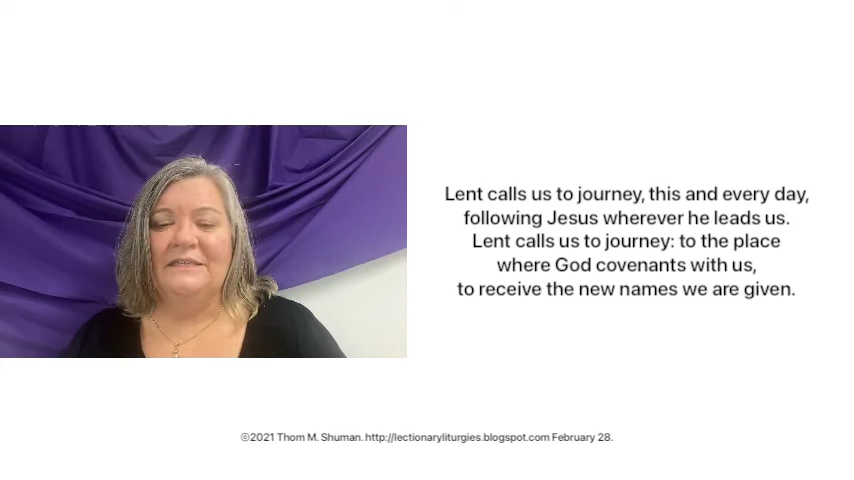 Lent calls us to journey, this and every day,
following Jesus wherever he leads us.
Lent calls us to journey: to the place
where God covenants with us,
to receive the new names we are given.
©2021 Thom M. Shuman. http://lectionaryliturgies.blogspot.com February 28.